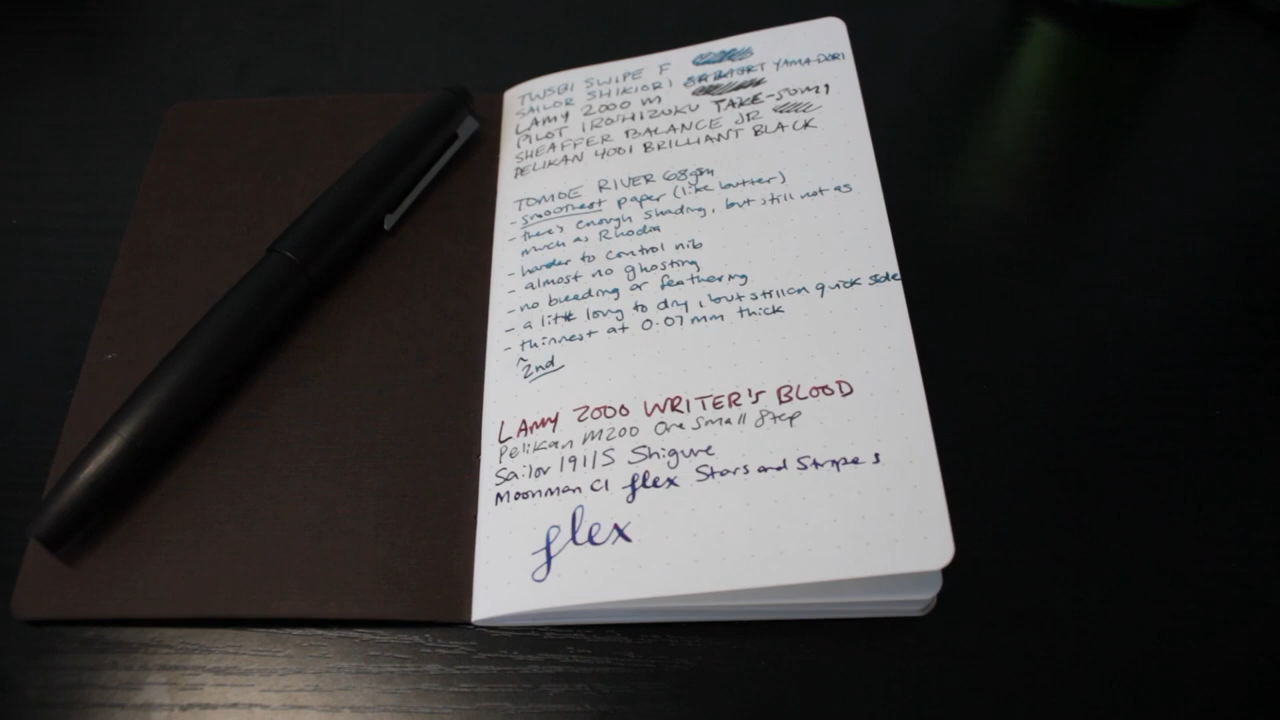 TWSBI SWIPE F
SAILOR SHIKIORI YAMADORI
LAMY 2000 M
PILOT IROSHIZUKU TAKE-SUMI
SHEAFFER BALANCE JR
PELIKAN 4001 BRILLIANT BLACK
TOMOE RIVER 68gsm
- smoothest paper (like butter)
- there's enough shading, but still not as
much as Rhodia
- harder to control nib
- almost no ghosting
- no bleeding or feathering
- a little long to dry, but still on quick side
- thinnest at 0.07mm thick
^
2nd
LAMY 2000 WRITER'S BLOOD
Pelikan M200 One Small Step
Sailor 1911S Shigure
Moonman C1 flex Stars and Stripes
flex